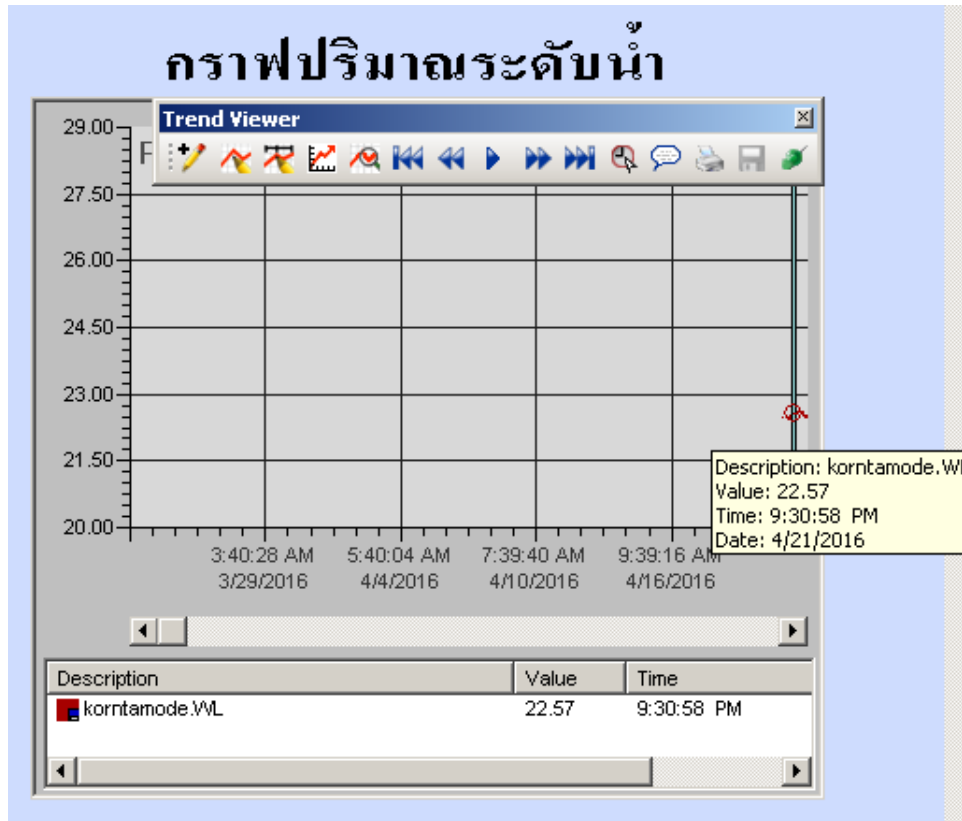 กราฟปริมาณระดับน้ำ
Trend Viewer
29.00
F
27.50
26.00
24.50
23.00
21.50
20.00
Description: korntamode.WL
Value: 22.57
Time: 9:30:58 PM
Date: 4/21/2016
3:40:28 AM 5:40:04 AM 7:39:40 AM 9:39:16 AM
3/29/2016 4/4/2016 4/10/2016 4/16/2016
Description Value Time
korntamode.WL 22.57 9:30:58 PM